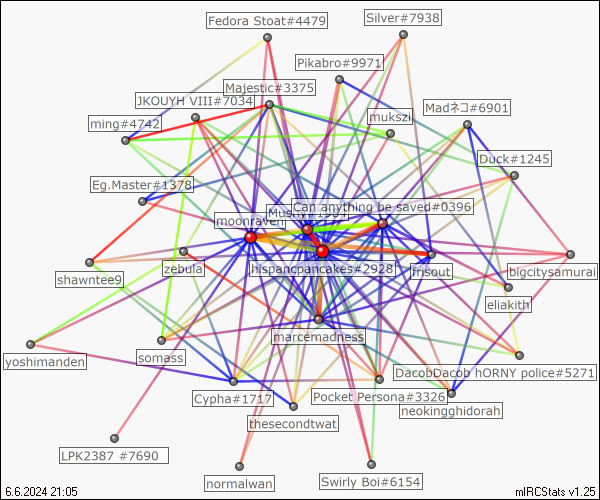 Fedora Stoat#4479
Silver#7938
Pikabro#9971
Majestic#3375
JKOUYH VIII#7034
Madネコ#6901
mukszi
ming#4742
Duck#1245
Eg.Master#1378
Can anything be saved#0396
moonraven
hispanqpancakes#2928
frisout
zebula
shawntee9
bigcitysamurai
eliakith
marcemadness
yoshimanden
somass
DacobDacob hORNY police#5271
Cypha#1717
Pocket Persona#3326
neokingghidorah
thesecondtwat
LPK2387 #7690
normalwan
Swirly Boi#6154
6.6.2024 21:05
mIRCStats v1.25